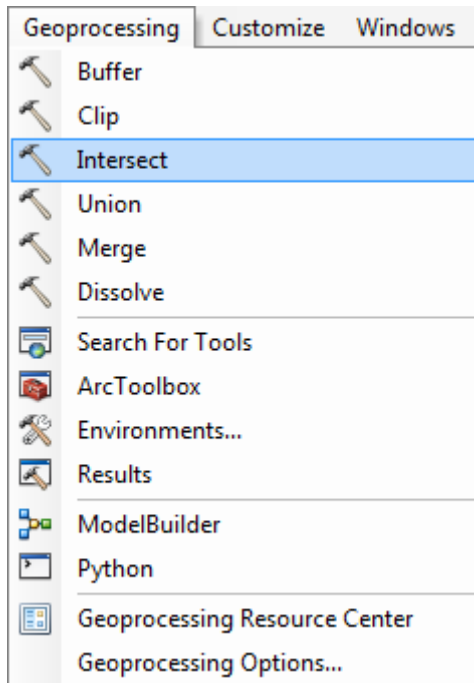 Geoprocessing Customize Windows
Buffer
Clip
Intersect
Union
Merge
Dissolve
Search For Tools
ArcToolbox
Environments...
Results
ModelBuilder
Python
Geoprocessing Resource Center
Geoprocessing Options...